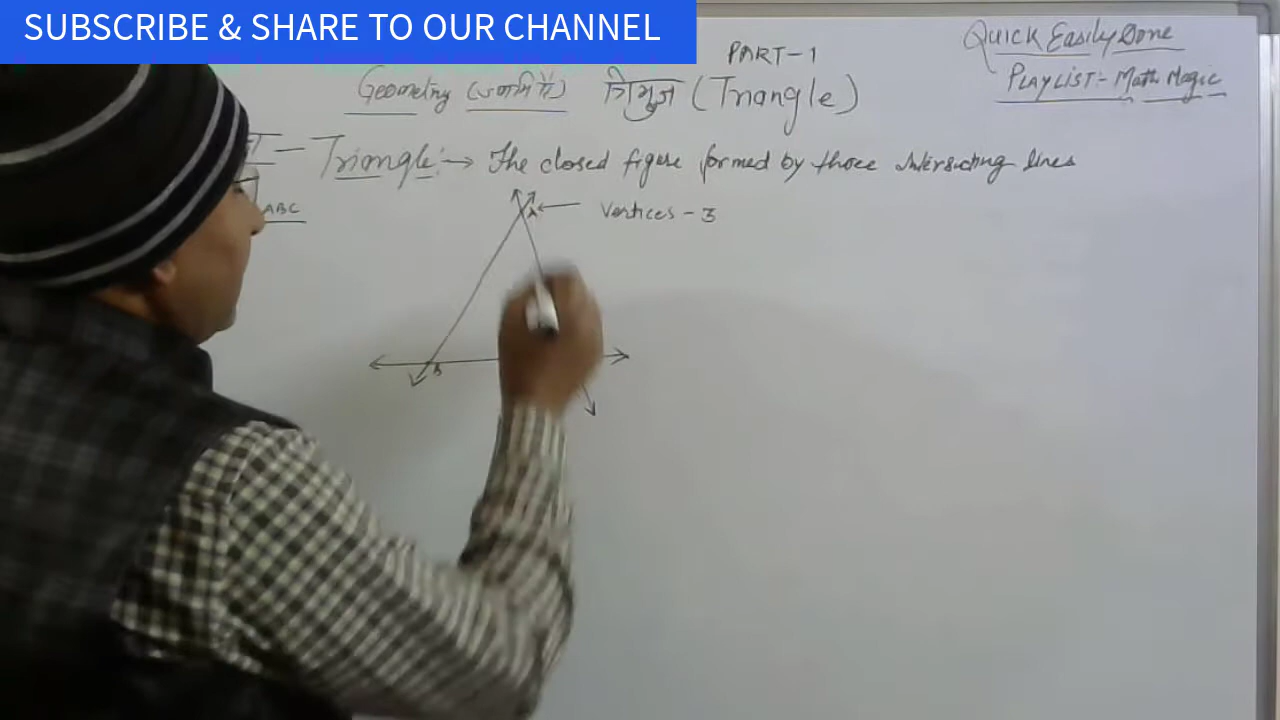 SUBSCRIBE & SHARE TO OUR CHANNEL
PART-1
Quick Easily Done
PLAYLIST:- Math Magic
Geometry त्रिभुज (Triangle)
Triangle:→ The closed figure formed by those intersecting lines
ABC
A
Vertices - 3
B